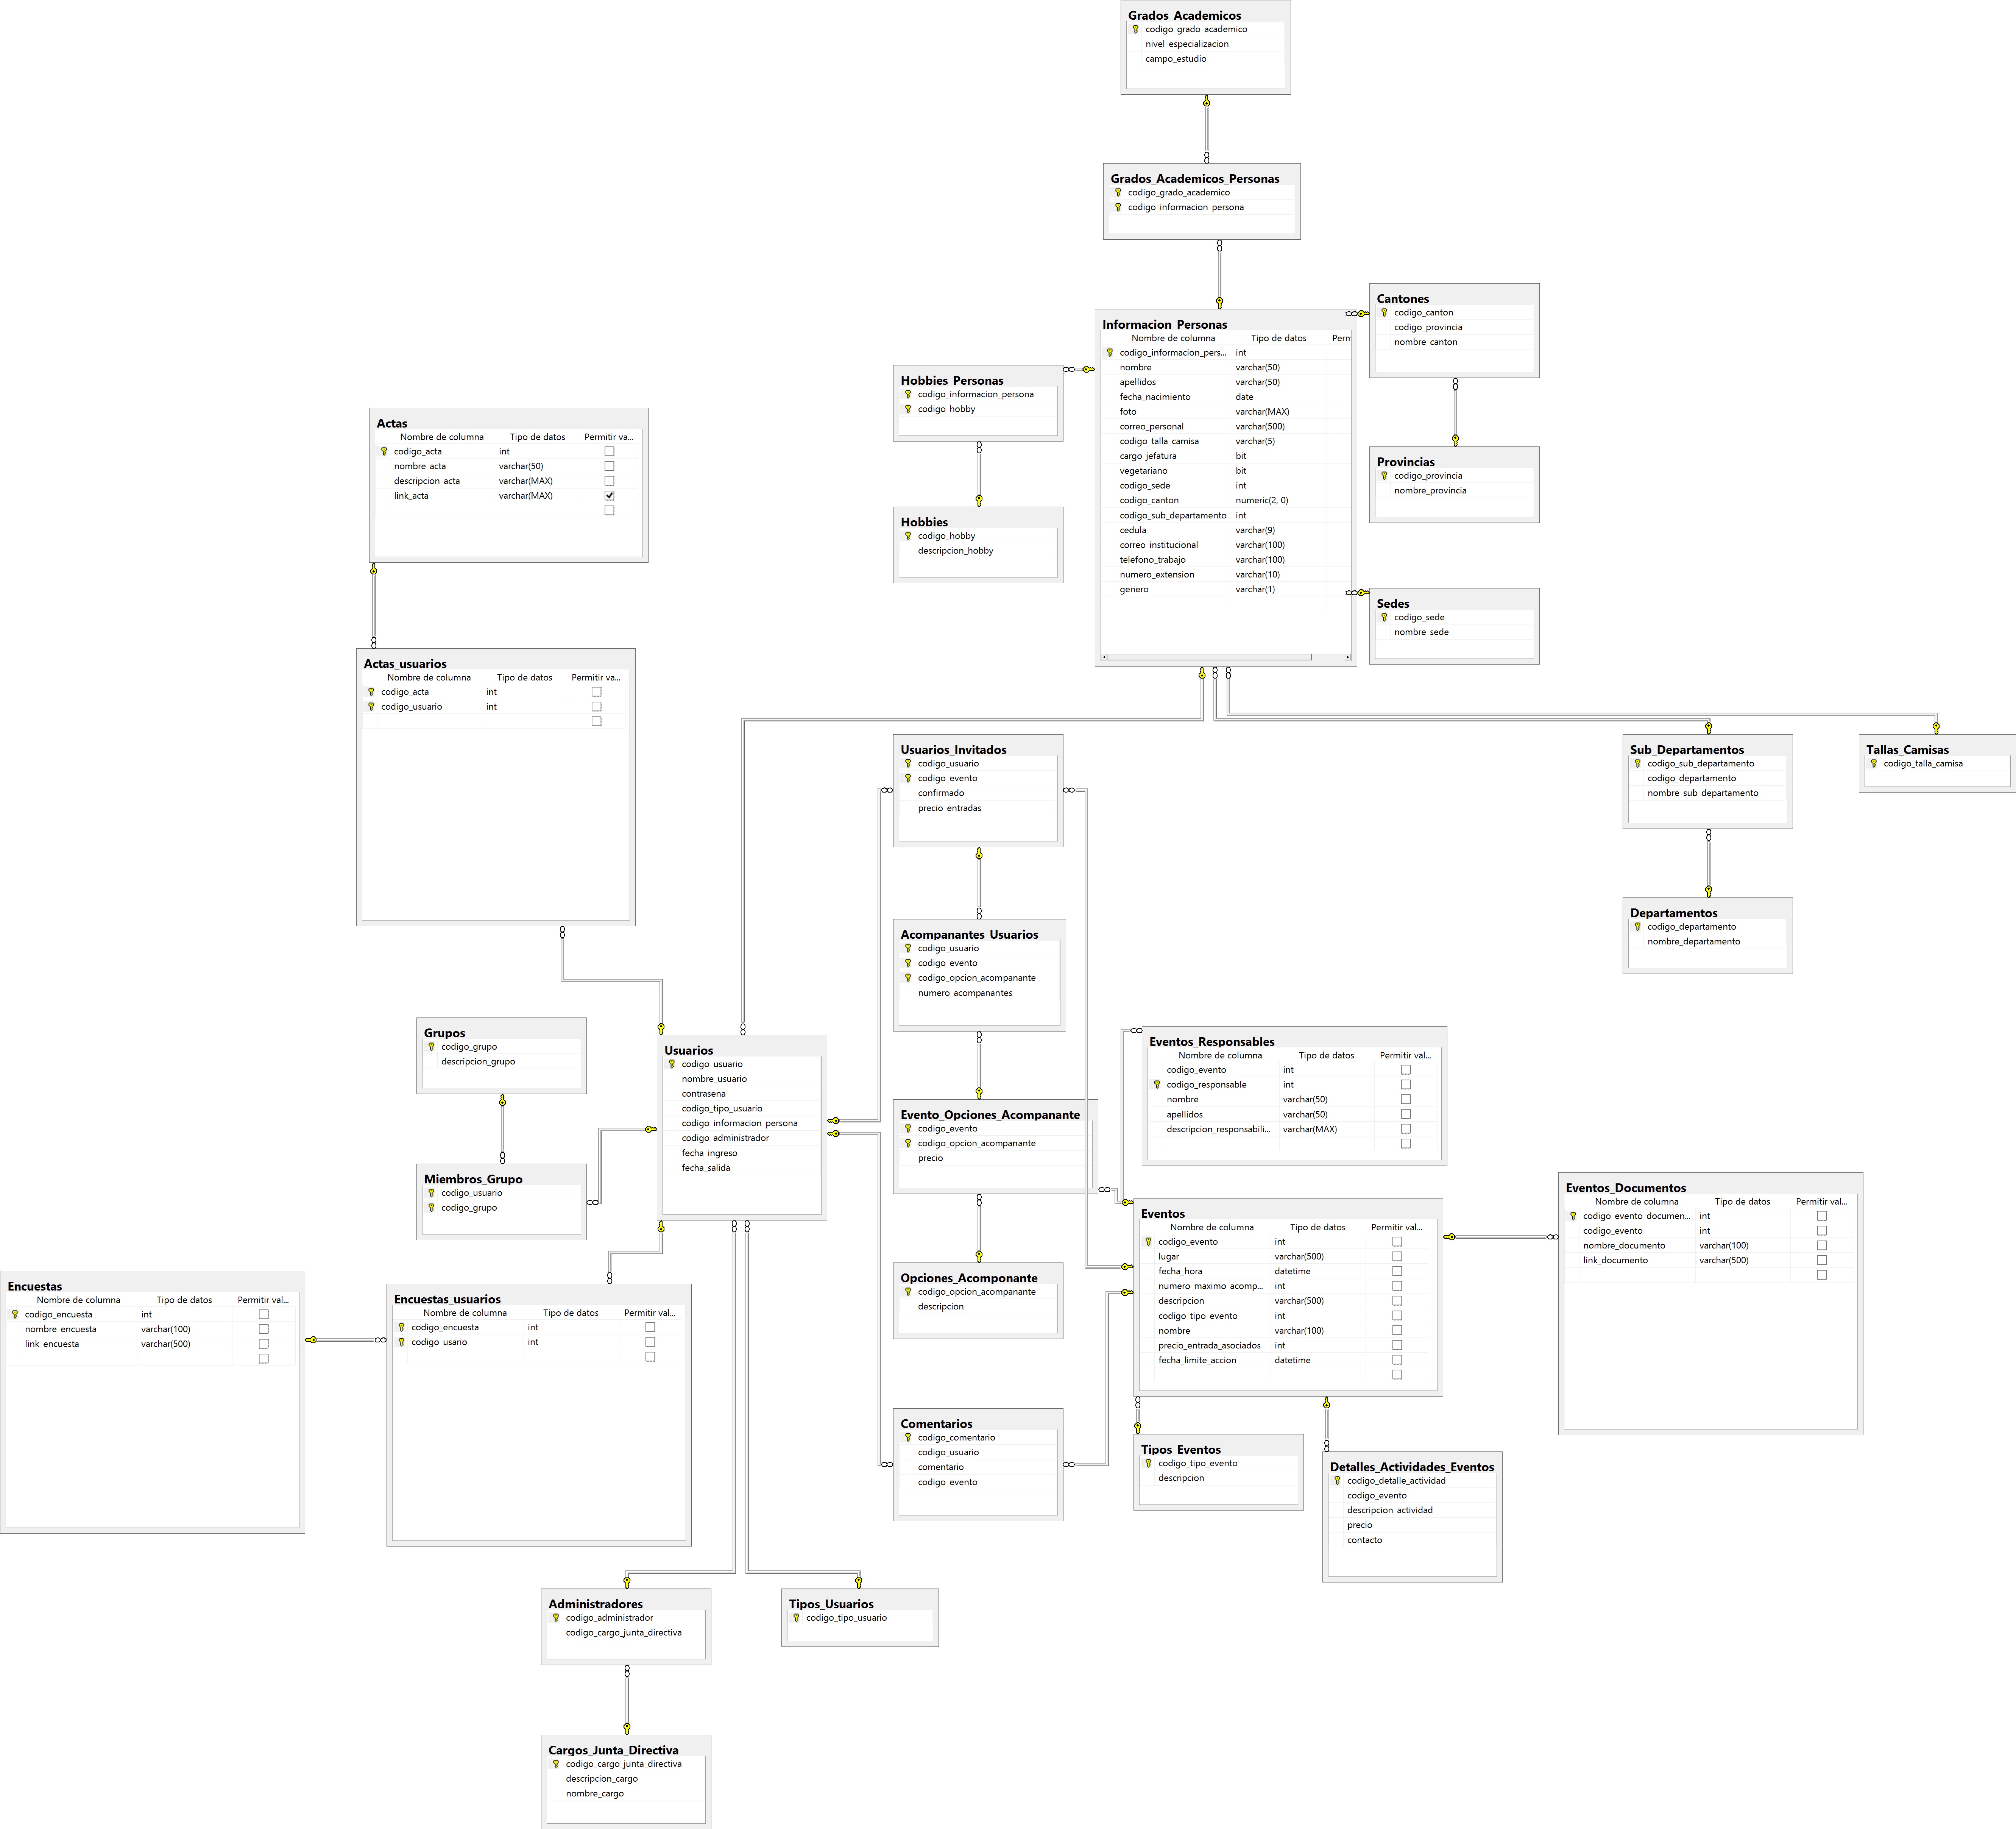 Grados_Academicos
codigo_grado_academico
nivel_especializacion
campo_estudio
Grados_Academicos_Personas
codigo_grado_academico
codigo_informacion_persona
Informacion_Personas
Nombre de columna Tipo de datos Perm
codigo_informacion_pers... int
nombre varchar(50)
apellidos varchar(50)
fecha_nacimiento date
foto varchar(MAX)
correo_personal varchar(500)
codigo_talla_camisa varchar(5)
cargo_jefatura bit
vegetariano bit
codigo_sede int
codigo_canton numeric(2, 0)
codigo_sub_departamento int
cedula varchar(9)
correo_institucional varchar(100)
telefono_trabajo varchar(100)
numero_extension varchar(10)
genero varchar(1)
Cantones
codigo_canton
codigo_provincia
nombre_canton
Provincias
codigo_provincia
nombre_provincia
Sedes
codigo_sede
nombre_sede
Hobbies_Personas
codigo_informacion_persona
codigo_hobby
Hobbies
codigo_hobby
descripcion_hobby
Actas
Nombre de columna Tipo de datos Permitir va...
codigo_acta int
nombre_acta varchar(50)
descripcion_acta varchar(MAX)
link_acta varchar(MAX)
Actas_usuarios
Nombre de columna Tipo de datos Permitir va...
codigo_acta int
codigo_usuario int
Usuarios_Invitados
codigo_usuario
codigo_evento
confirmado
precio_entradas
Sub_Departamentos
codigo_sub_departamento
codigo_departamento
nombre_sub_departamento
Tallas_Camisas
codigo_talla_camisa
Departamentos
codigo_departamento
nombre_departamento
Acompanantes_Usuarios
codigo_usuario
codigo_evento
codigo_opcion_acompanante
numero_acompanantes
Grupos
codigo_grupo
descripcion_grupo
Miembros_Grupo
codigo_usuario
codigo_grupo
Usuarios
codigo_usuario
nombre_usuario
contrasena
codigo_tipo_usuario
codigo_informacion_persona
codigo_administrador
fecha_ingreso
fecha_salida
Evento_Opciones_Acompanante
codigo_evento
codigo_opcion_acompanante
precio
Eventos_Responsables
Nombre de columna Tipo de datos Permitir val...
codigo_evento int
codigo_responsable int
nombre varchar(50)
apellidos varchar(50)
descripcion_responsabili... varchar(MAX)
Eventos
Nombre de columna Tipo de datos Permitir val...
codigo_evento int
lugar varchar(500)
fecha_hora datetime
numero_maximo_acomp... int
descripcion varchar(500)
codigo_tipo_evento int
nombre varchar(100)
precio_entrada_asociados int
fecha_limite_accion datetime
Eventos_Documentos
Nombre de columna Tipo de datos Permitir val...
codigo_evento_documen... int
codigo_evento int
nombre_documento varchar(100)
link_documento varchar(500)
Opciones_Acomponante
codigo_opcion_acompanante
descripcion
Encuestas
Nombre de columna Tipo de datos Permitir val...
codigo_encuesta int
nombre_encuesta varchar(100)
link_encuesta varchar(500)
Encuestas_usuarios
Nombre de columna Tipo de datos Permitir val...
codigo_encuesta int
codigo_usario int
Comentarios
codigo_comentario
codigo_usuario
comentario
codigo_evento
Tipos_Eventos
codigo_tipo_evento
descripcion
Detalles_Actividades_Eventos
codigo_detalle_actividad
codigo_evento
descripcion_actividad
precio
contacto
Administradores
codigo_administrador
codigo_cargo_junta_directiva
Tipos_Usuarios
codigo_tipo_usuario
Cargos_Junta_Directiva
codigo_cargo_junta_directiva
descripcion_cargo
nombre_cargo